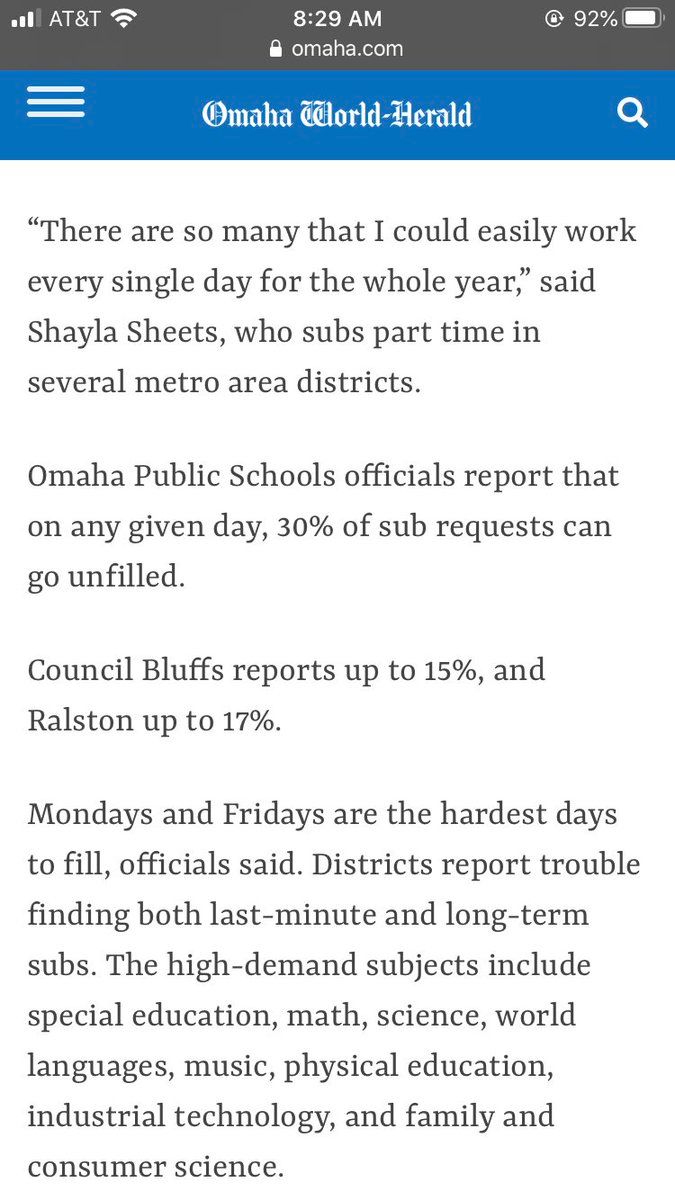 AT&T 8:29 AM 92%
omaha.com
Omaha World-Herald
“There are so many that I could easily work
every single day for the whole year,” said
Shayla Sheets, who subs part time in
several metro area districts.
Omaha Public Schools officials report that
on any given day, 30% of sub requests can
go unfilled.
Council Bluffs reports up to 15%, and
Ralston up to 17%.
Mondays and Fridays are the hardest days
to fill, officials said. Districts report trouble
finding both last-minute and long-term
subs. The high-demand subjects include
special education, math, science, world
languages, music, physical education,
industrial technology, and family and
consumer science.